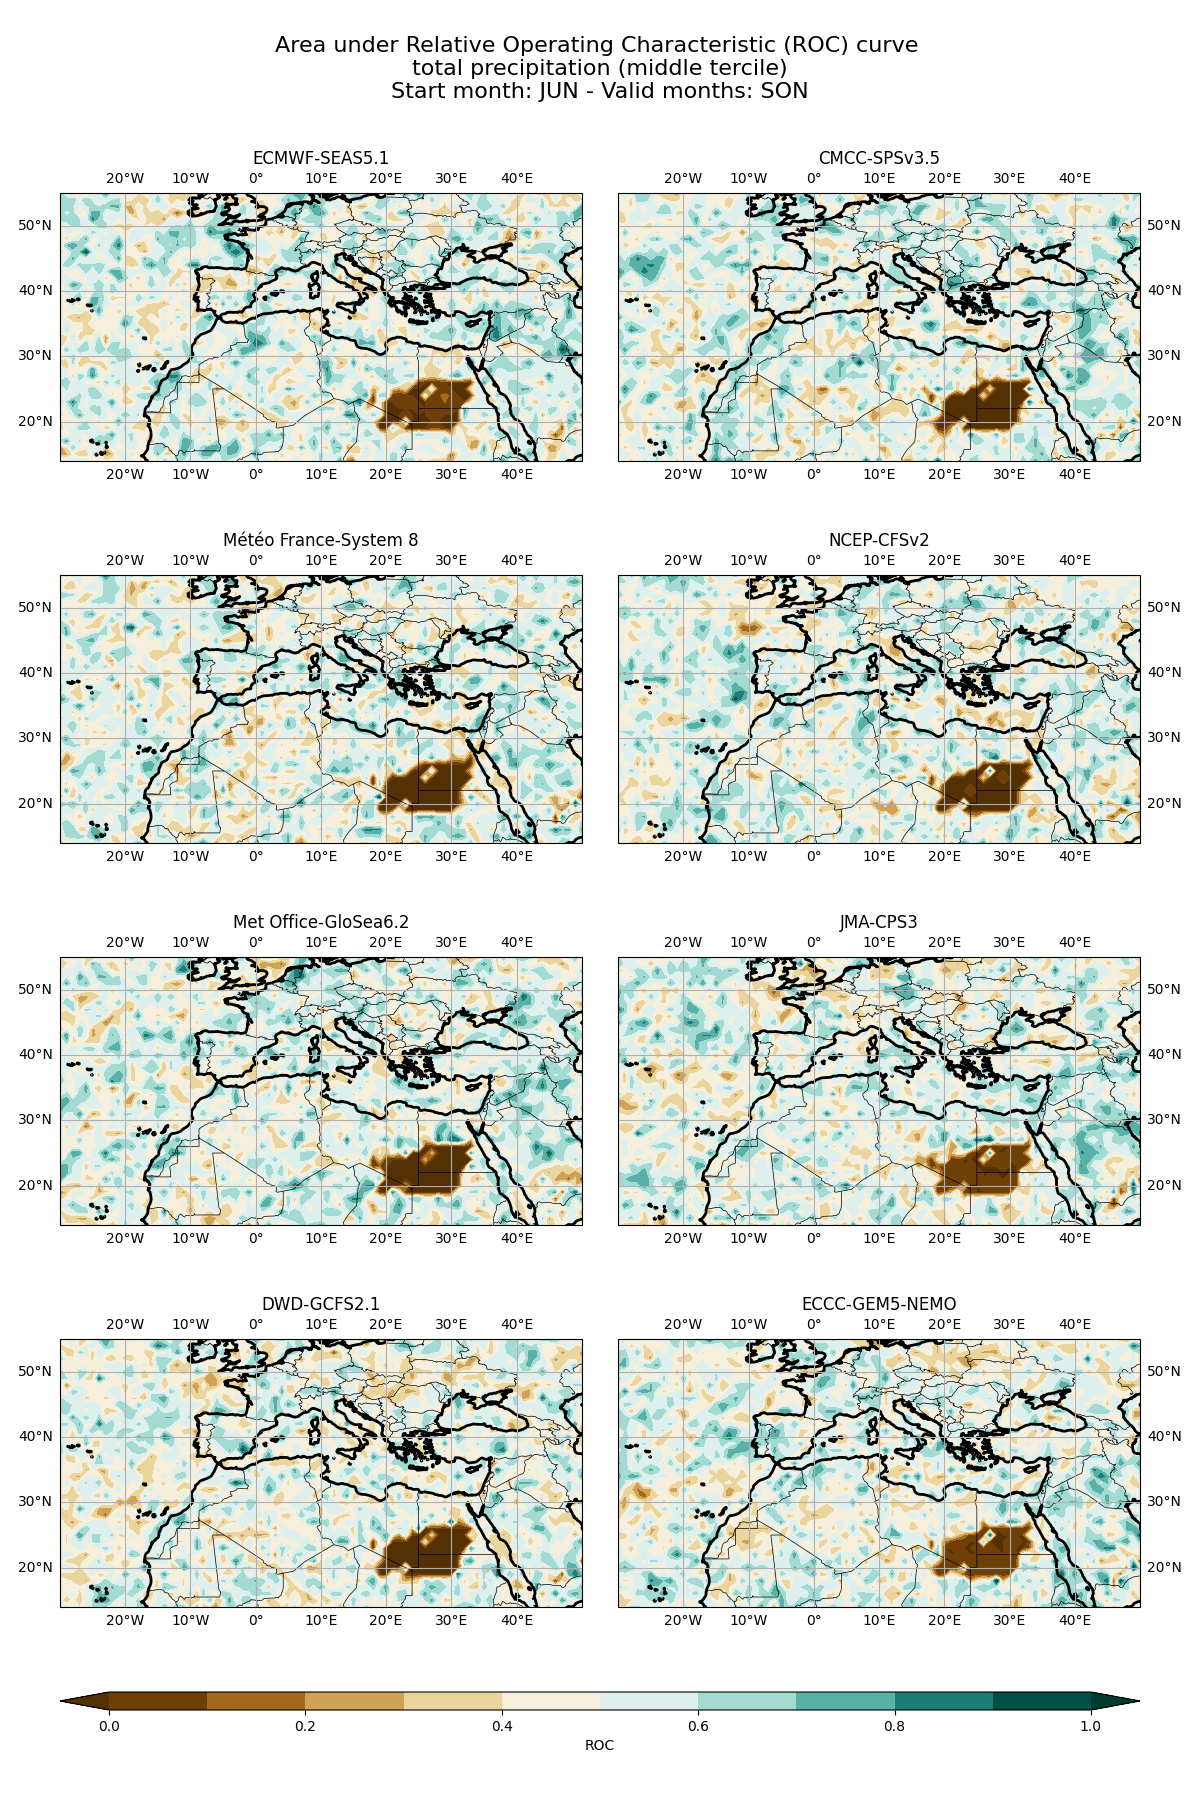 Area under Relative Operating Characteristic (ROC) curve
total precipitation (middle tercile)
Start month: JUN - Valid months: SON
ECMWF-SEAS5.1
CMCC-SPSv3.5
20°W 10°W 0° 10°E 20°E 30°E 40°E
20°W 10°W 0° 10°E 20°E 30°E 40°E
50°N
50°N
40°N
40°N
30°N
30°N
20°N
20°N
20°W 10°W 0° 10°E 20°E 30°E 40°E
20°W 10°W 0° 10°E 20°E 30°E 40°E
Météo France-System 8
NCEP-CFSv2
20°W 10°W 0° 10°E 20°E 30°E 40°E
20°W 10°W 0° 10°E 20°E 30°E 40°E
50°N
50°N
40°N
40°N
30°N
30°N
20°N
20°N
20°W 10°W 0° 10°E 20°E 30°E 40°E
20°W 10°W 0° 10°E 20°E 30°E 40°E
Met Office-GloSea6.2
JMA-CPS3
20°W 10°W 0° 10°E 20°E 30°E 40°E
20°W 10°W 0° 10°E 20°E 30°E 40°E
50°N
50°N
40°N
40°N
30°N
30°N
20°N
20°N
20°W 10°W 0° 10°E 20°E 30°E 40°E
20°W 10°W 0° 10°E 20°E 30°E 40°E
DWD-GCFS2.1
ECCC-GEM5-NEMO
20°W 10°W 0° 10°E 20°E 30°E 40°E
20°W 10°W 0° 10°E 20°E 30°E 40°E
50°N
50°N
40°N
40°N
30°N
30°N
20°N
20°N
20°W 10°W 0° 10°E 20°E 30°E 40°E
20°W 10°W 0° 10°E 20°E 30°E 40°E
0.0 0.2 0.4 0.6 0.8 1.0
ROC